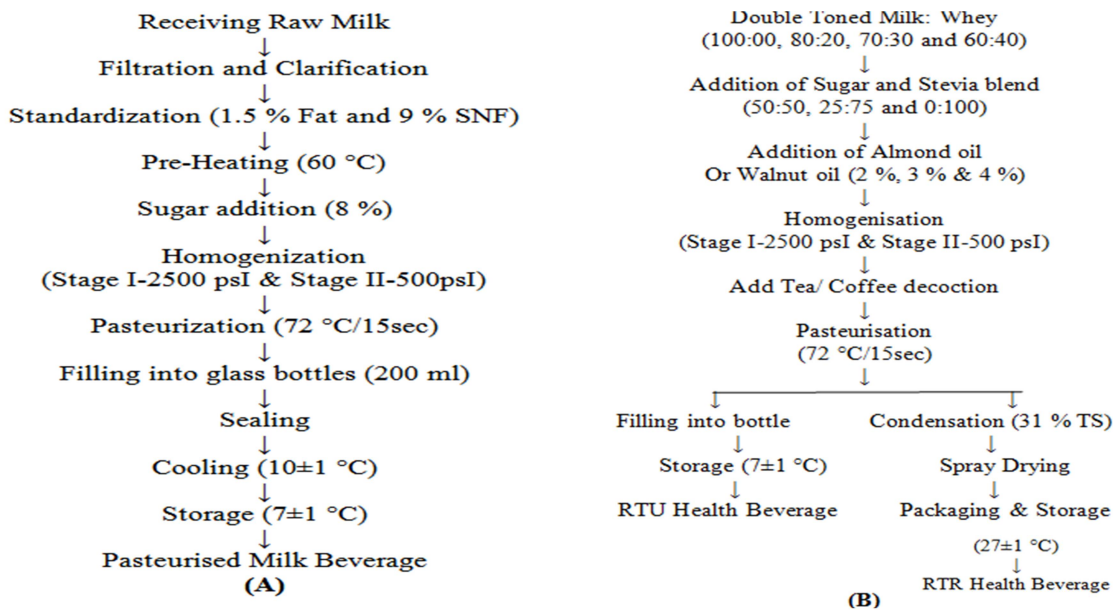 Receiving Raw Milk
↓
Filtration and Clarification
↓
Standardization (1.5 % Fat and 9 % SNF)
↓
Pre-Heating (60 °C)
↓
Sugar addition (8 %)
↓
Homogenization
(Stage I-2500 psI & Stage II-500psI)
↓
Pasteurization (72 °C/15sec)
↓
Filling into glass bottles (200 ml)
↓
Sealing
↓
Cooling (10±1 °C)
↓
Storage (7±1 °C)
↓
Pasteurised Milk Beverage
(A)
Double Toned Milk: Whey
(100:00, 80:20, 70:30 and 60:40)
↓
Addition of Sugar and Stevia blend
(50:50, 25:75 and 0:100)
↓
Addition of Almond oil
Or Walnut oil (2 %, 3 % & 4 %)
↓
Homogenisation
(Stage I-2500 psI & Stage II-500 psI)
↓
Add Tea/ Coffee decoction
↓
Pasteurisation
(72 °C/15sec)
↓
↓ ↓
Filling into bottle
↓
Storage (7±1 °C)
↓
RTU Health Beverage
Condensation (31 % TS)
↓
Spray Drying
↓
Packaging & Storage
(27±1 °C)
↓
RTR Health Beverage
(B)